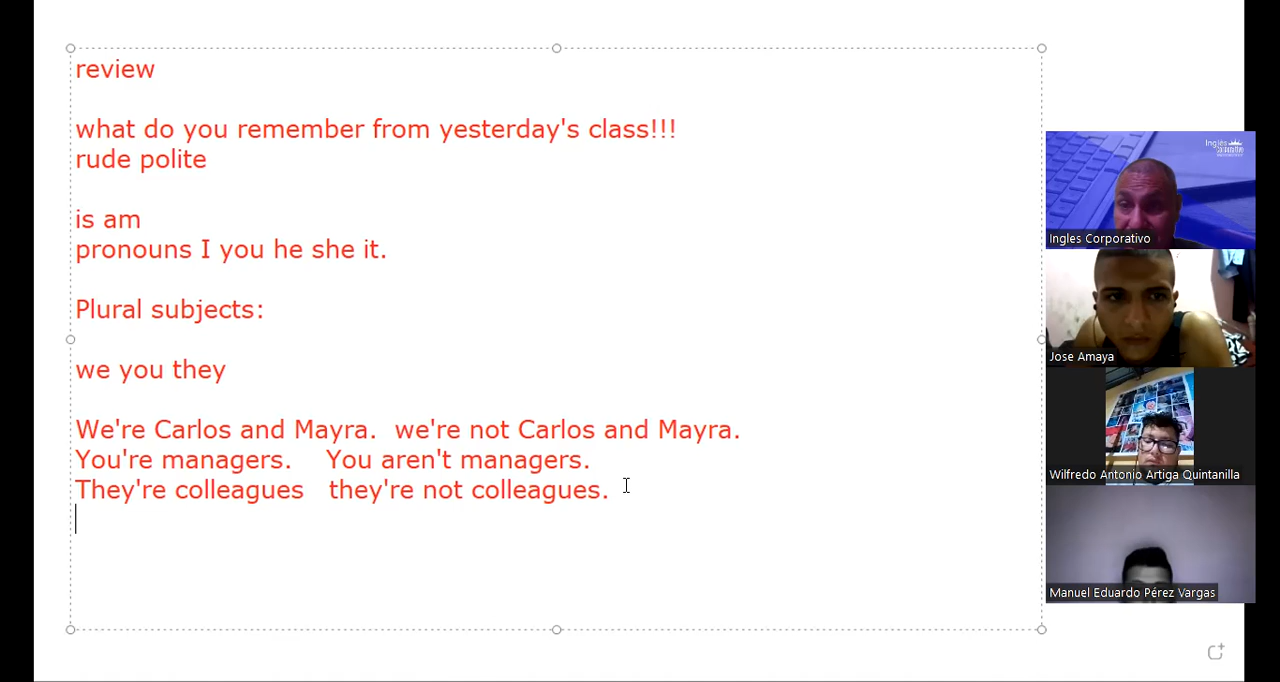 review
what do you remember from yesterday's class!!!
rude polite
is am
pronouns I you he she it.
Plural subjects:
we you they
We're Carlos and Mayra.  we're not Carlos and Mayra.
You're managers.    You aren't managers.
They're colleagues   they're not colleagues.
Ingles Corporativo
Jose Amaya
Wilfredo Antonio Artiga Quintanilla
Manuel Eduardo Pérez Vargas